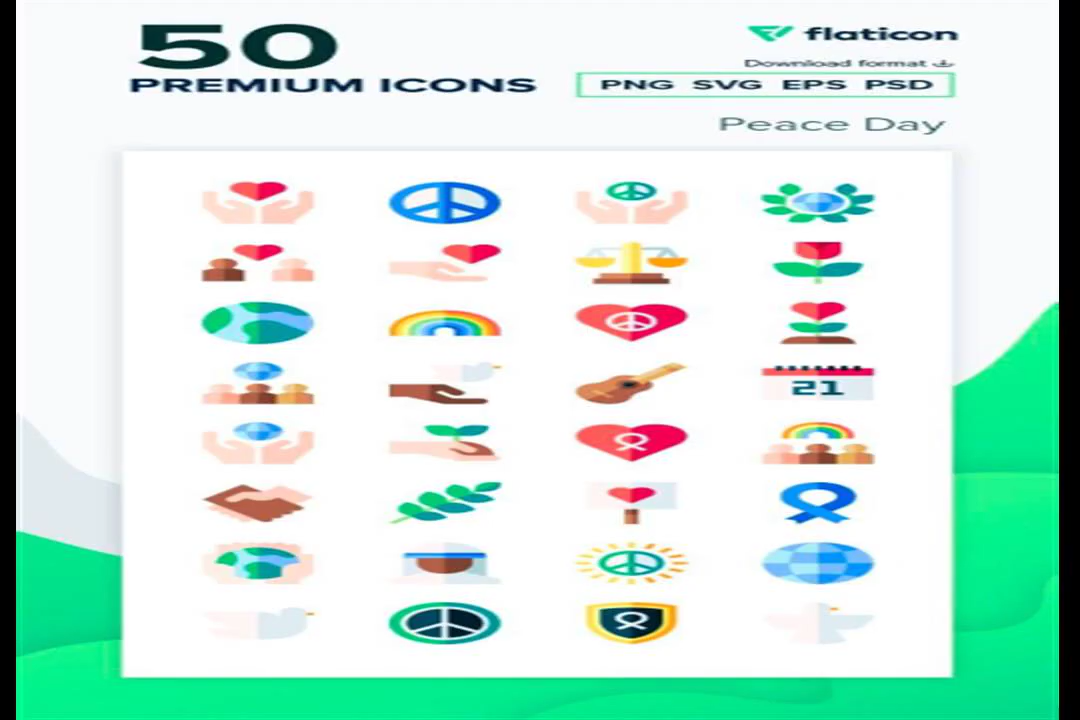 50
PREMIUM ICONS
flaticon
Download format
PNG SVG EPS PSD
Peace Day
21